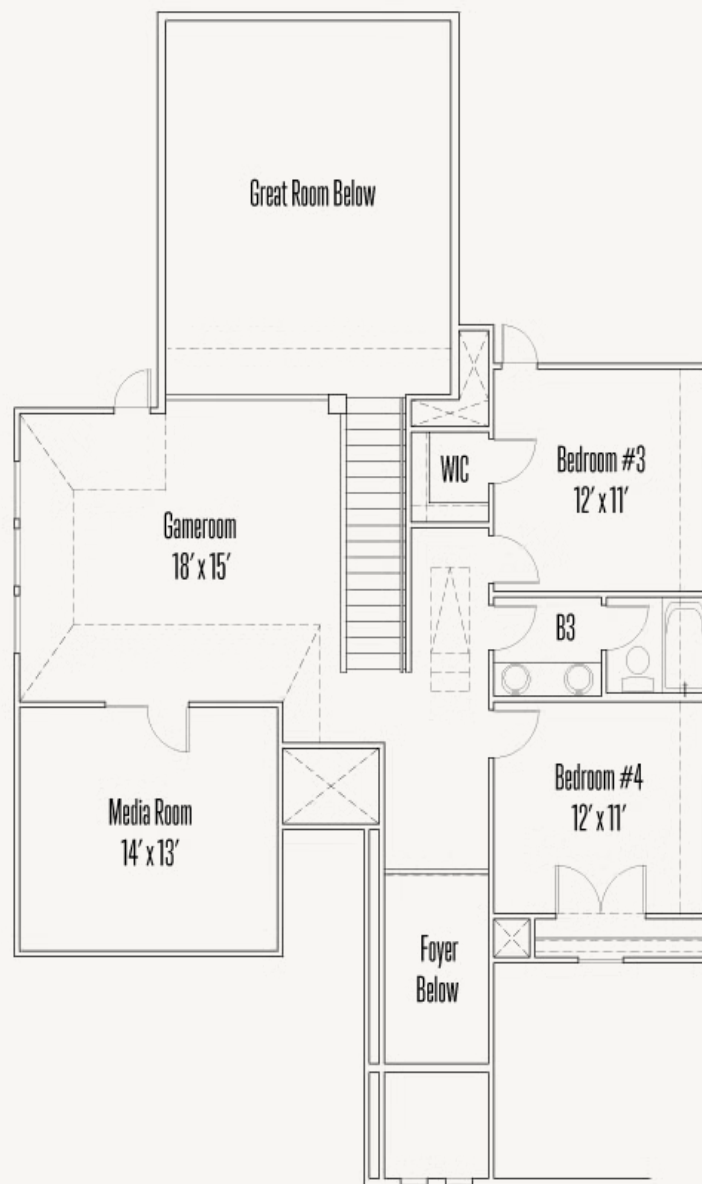 Great Room Below
Bedroom #3
12' x 11'
WIC
Gameroom
18' x 15'
B3
Bedroom #4
12' x 11'
Media Room
14' x 13'
Foyer
Below